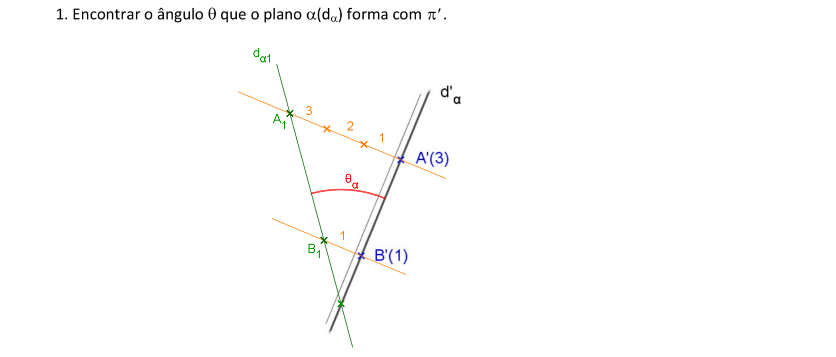 1. Encontrar o ângulo θ que o plano α(dα) forma com π′.
dα1
d'α
A1
3
2
1
A'(3)
θα
B1
1
B'(1)